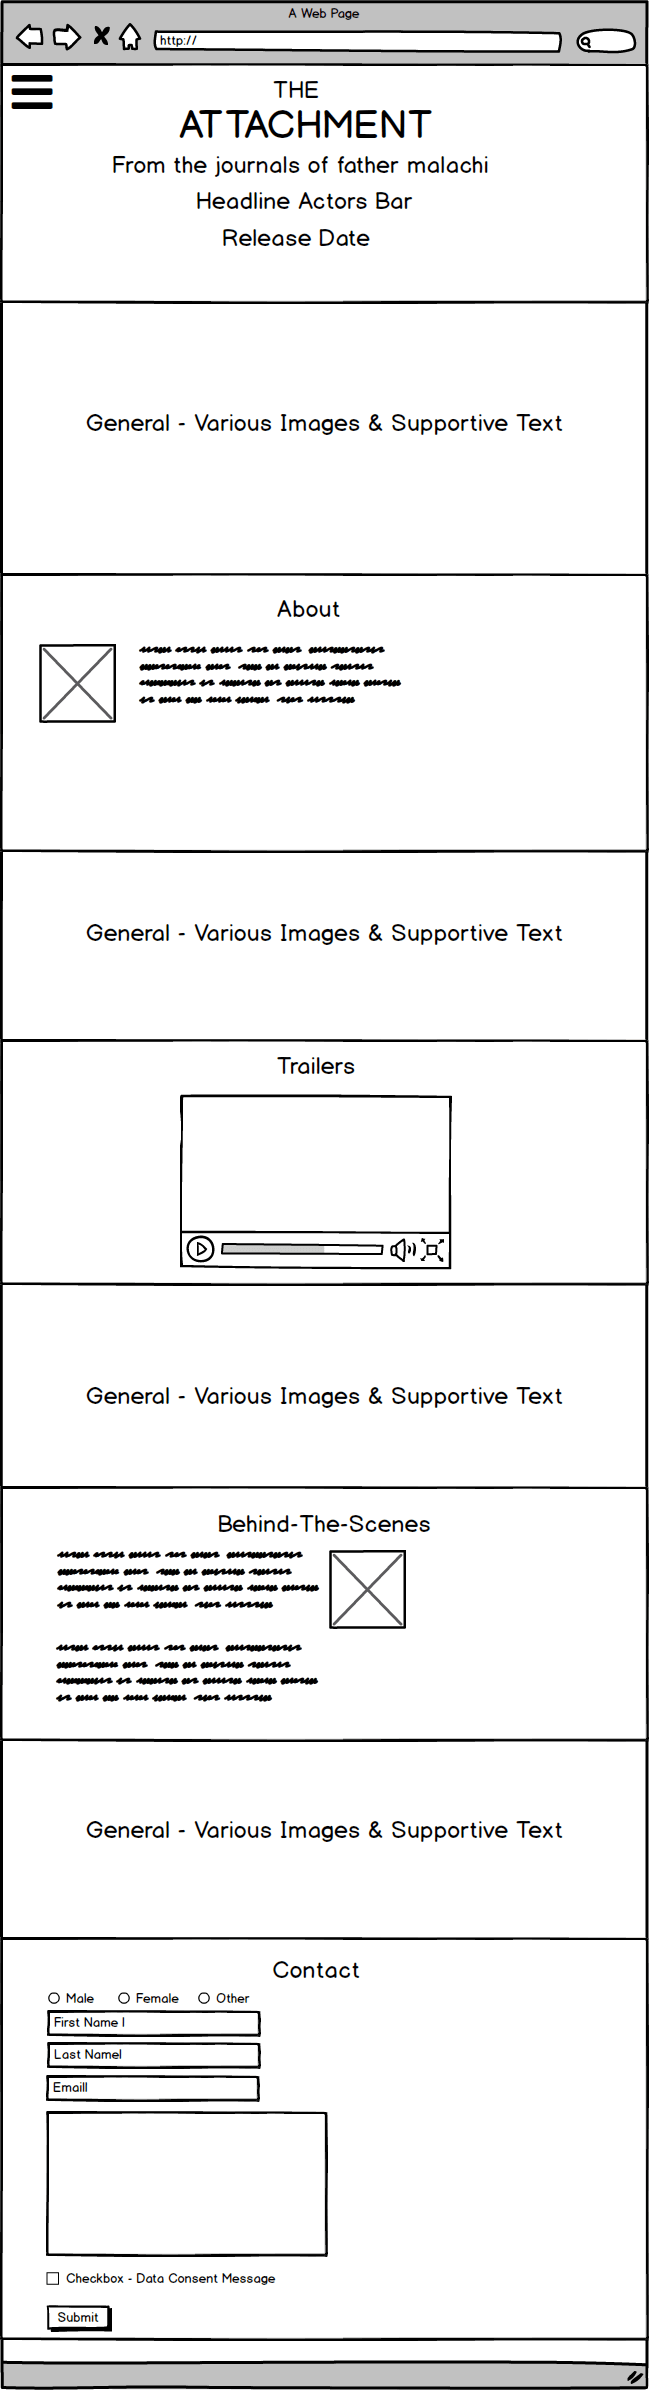 A Web Page
http://
THE
ATTACHMENT
From the journals of father malachi
Headline Actors Bar
Release Date
General - Various Images & Supportive Text
About
General - Various Images & Supportive Text
Trailers
General - Various Images & Supportive Text
Behind-The-Scenes
General - Various Images & Supportive Text
Contact
Male Female Other
First Name |
Last Name|
Email|
Checkbox - Data Consent Message
Submit